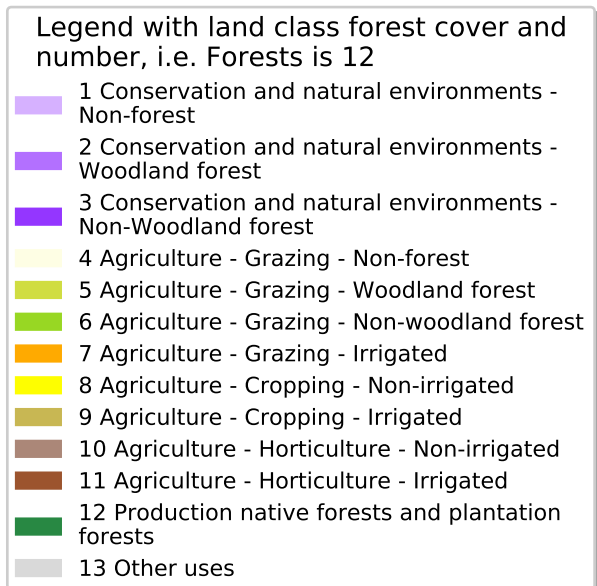 Legend with land class forest cover and
number, i.e. Forests is 12
1 Conservation and natural environments -
Non-forest
2 Conservation and natural environments -
Woodland forest
3 Conservation and natural environments -
Non-Woodland forest
4 Agriculture - Grazing - Non-forest
5 Agriculture - Grazing - Woodland forest
6 Agriculture - Grazing - Non-woodland forest
7 Agriculture - Grazing - Irrigated
8 Agriculture - Cropping - Non-irrigated
9 Agriculture - Cropping - Irrigated
10 Agriculture - Horticulture - Non-irrigated
11 Agriculture - Horticulture - Irrigated
12 Production native forests and plantation
forests
13 Other uses